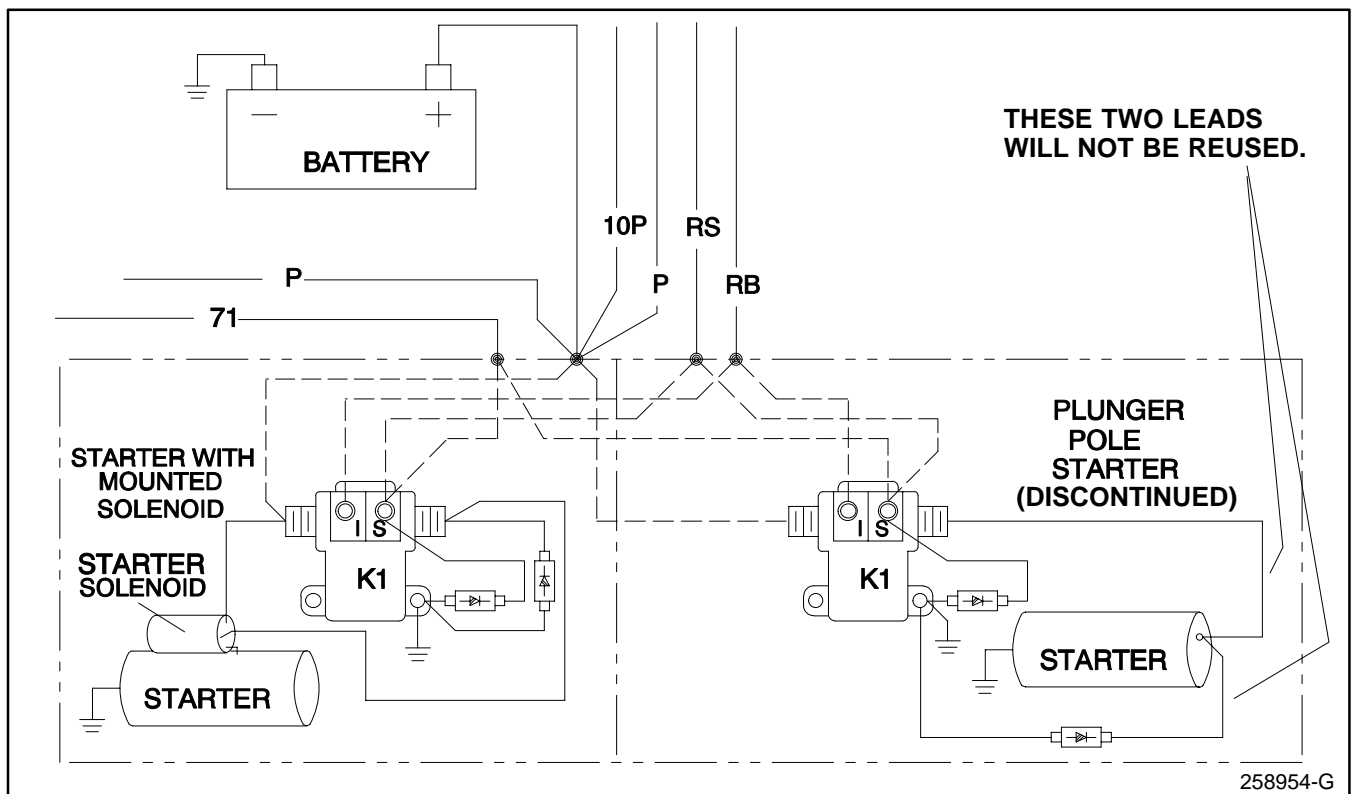 THESE TWO LEADS
WILL NOT BE REUSED.
BATTERY
10P
RS
P
P
RB
71
PLUNGER
POLE
STARTER
(DISCONTINUED)
STARTER WITH
MOUNTED
SOLENOID
I S
I S
STARTER
SOLENOID
K1
K1
STARTER
STARTER
258954-G